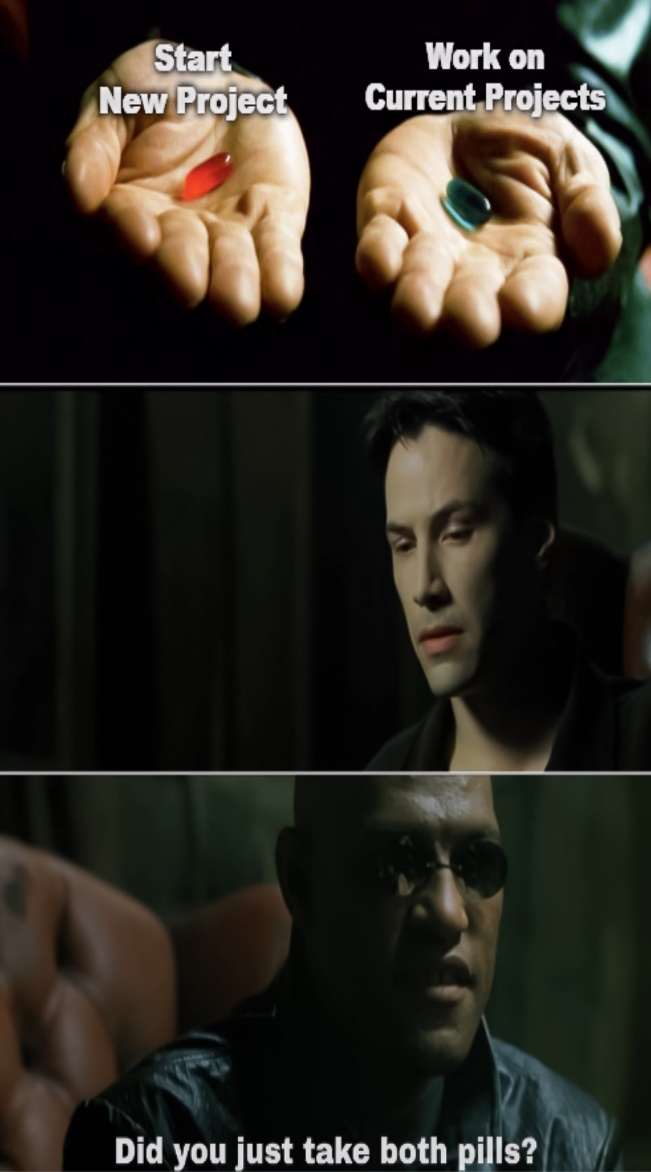 Start
New Project
Work on
Current Projects
Did you just take both pills?